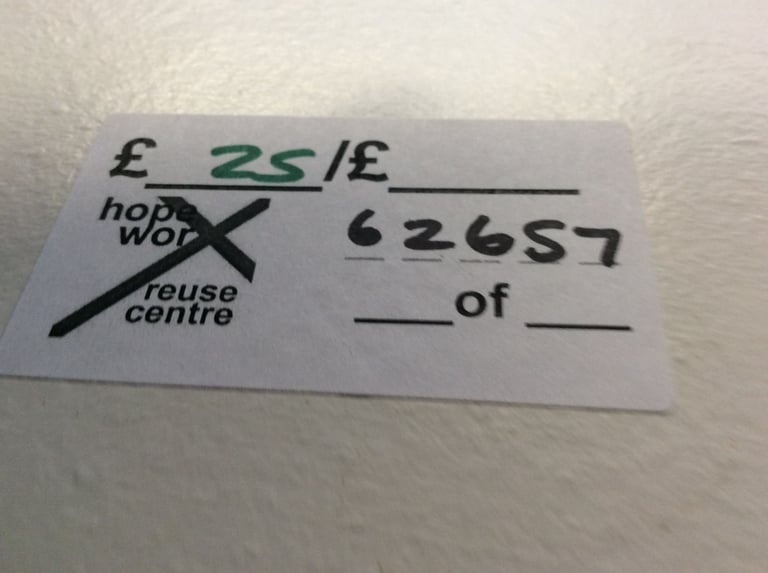 £ 25 /£
hope
wor
62657
reuse
centre
of